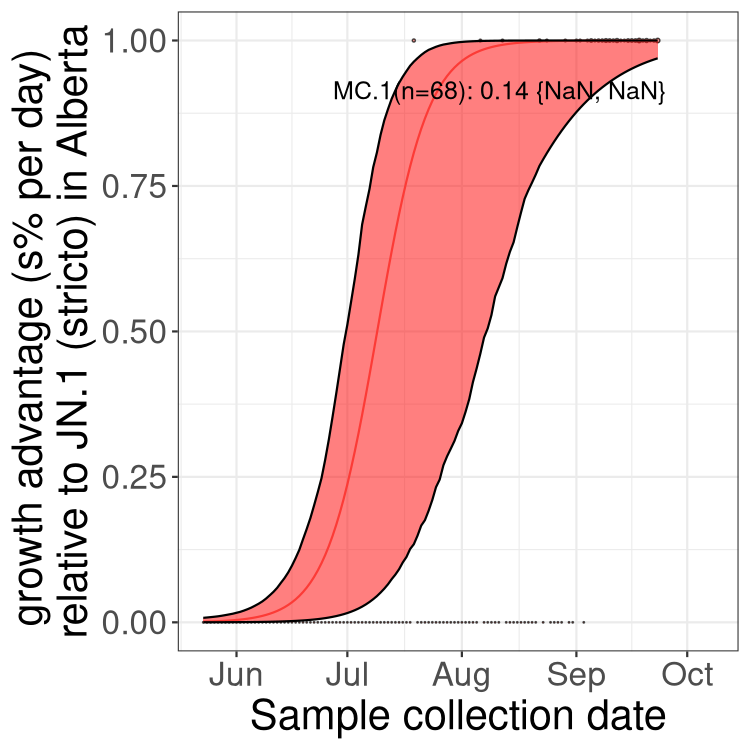 growth advantage (s% per day)
relative to JN.1 (stricto) in Alberta
1.00
0.75
0.50
0.25
0.00
MC.1(n=68): 0.14 {NaN, NaN}
Jun Jul Aug Sep Oct
Sample collection date